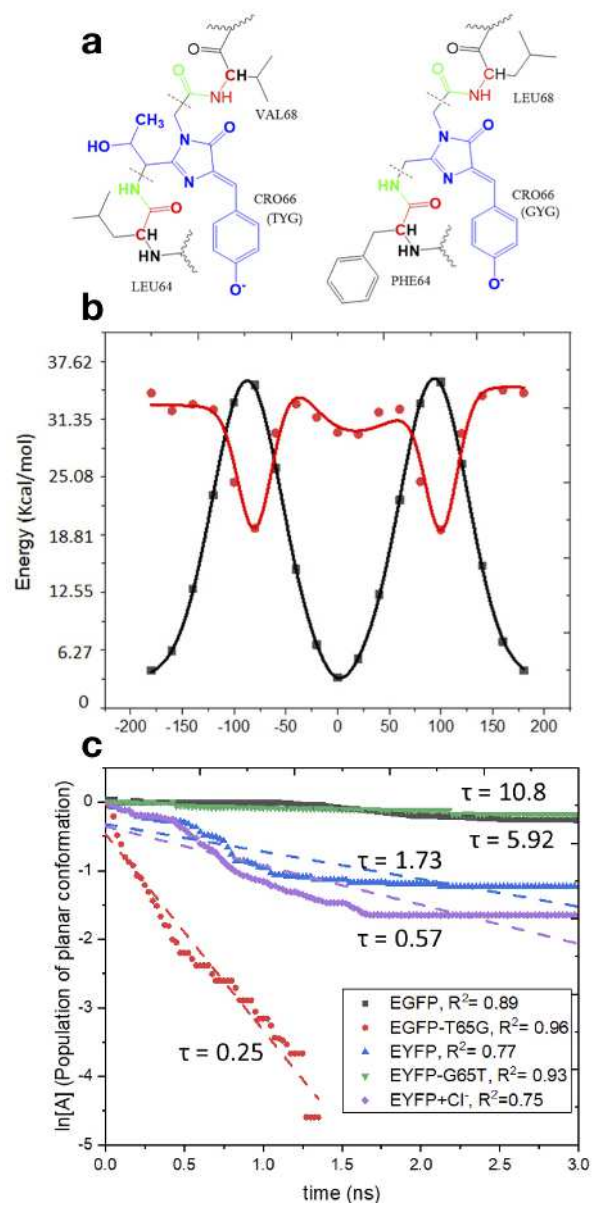 a
O
CH
O
NH
VAL68
CH₃
HO
N
O
N
HN
O
CH
HN
LEU64
CRO66
(TYG)
O⁻
O
CH
O
NH
LEU68
N
O
N
HN
O
CH
HN
PHE64
CRO66
(GYG)
O⁻
b
Energy (Kcal/mol)
37.62
31.35
25.08
18.81
12.55
6.27
0
-200 -150 -100 -50 0 50 100 150 200
c
ln[A] (Population of planar conformation)
0
-1
-2
-3
-4
-5
τ = 10.8
τ = 5.92
τ = 1.73
τ = 0.57
τ = 0.25
EGFP, R²= 0.89
EGFP-T65G, R²= 0.96
EYFP, R²= 0.77
EYFP-G65T, R²= 0.93
EYFP+Cl⁻, R²=0.75
0.0 0.5 1.0 1.5 2.0 2.5 3.0
time (ns)